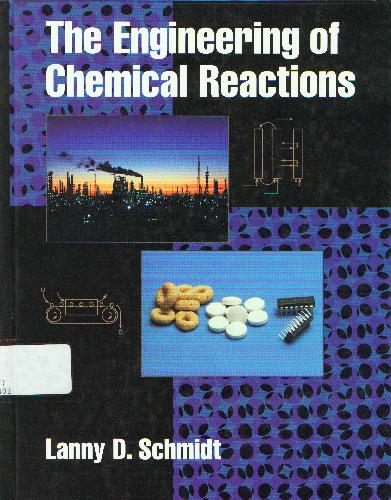 The Engineering of
Chemical Reactions
Lanny D. Schmidt